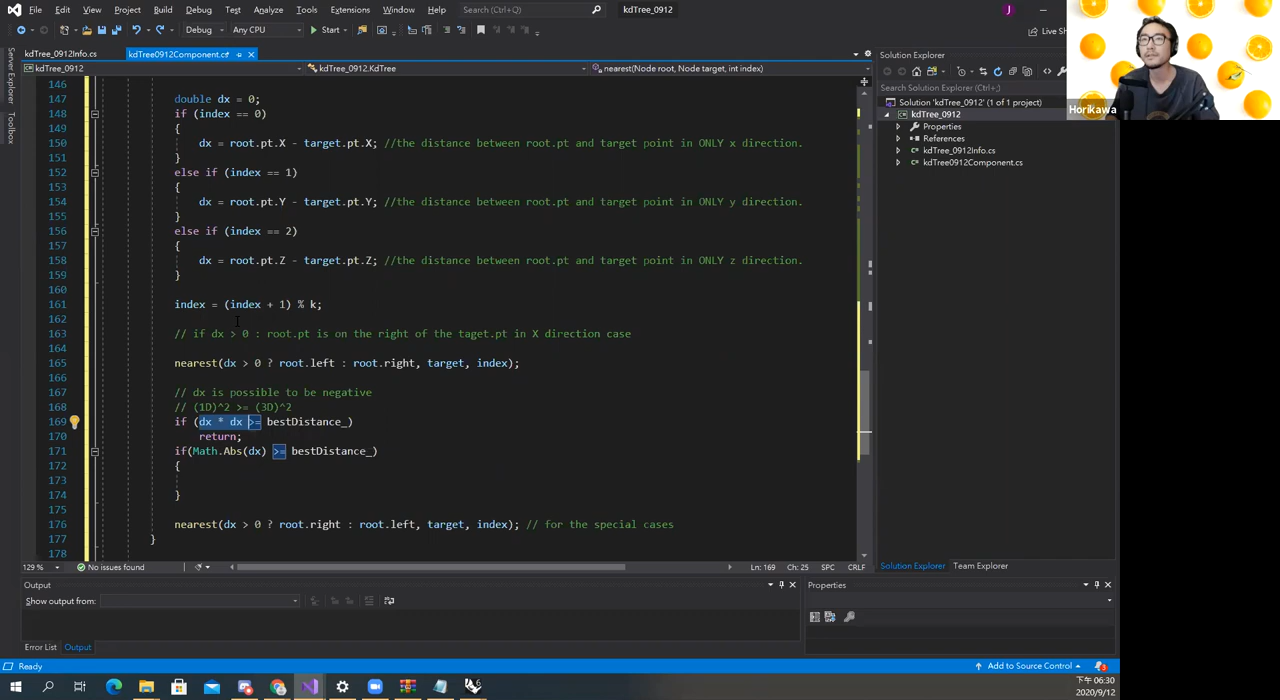 File Edit View Project Build Debug Test Analyze Tools Extensions Window Help Search (Ctrl+Q) kdTree_0912 J
Debug Any CPU Start Live Sh
Horikawa
Server Explorer
Toolbox
kdTree_0912Info.cs kdTree0912Component.cs
kdTree_0912 kdTree_0912.KdTree nearest(Node root, Node target, int index)
146
147 double dx = 0;
148 if (index == 0)
149 {
150 dx = root.pt.X - target.pt.X; //the distance between root.pt and target point in ONLY x direction.
151 }
152 else if (index == 1)
153 {
154 dx = root.pt.Y - target.pt.Y; //the distance between root.pt and target point in ONLY y direction.
155 }
156 else if (index == 2)
157 {
158 dx = root.pt.Z - target.pt.Z; //the distance between root.pt and target point in ONLY z direction.
159 }
160
161 index = (index + 1) % k;
162
163 // if dx > 0 : root.pt is on the right of the taget.pt in X direction case
164
165 nearest(dx > 0 ? root.left : root.right, target, index);
166
167 // dx is possible to be negative
168 // (1D)^2 >= (3D)^2
169 if (dx * dx >= bestDistance_)
170 return;
171 if(Math.Abs(dx) >= bestDistance_)
172 {
173
174 }
175
176 nearest(dx > 0 ? root.right : root.left, target, index); // for the special cases
177 }
178
129 % No issues found Ln: 169 Ch: 25 SPC CRLF
Solution Explorer
Search Solution Explorer (Ctrl+;)
Solution 'kdTree_0912' (1 of 1 project)
kdTree_0912
Properties
References
kdTree_0912Info.cs
kdTree0912Component.cs
Solution Explorer Team Explorer
Output
Show output from:
Error List Output
Properties
Ready Add to Source Control 3
下午 06:30
2020/9/12